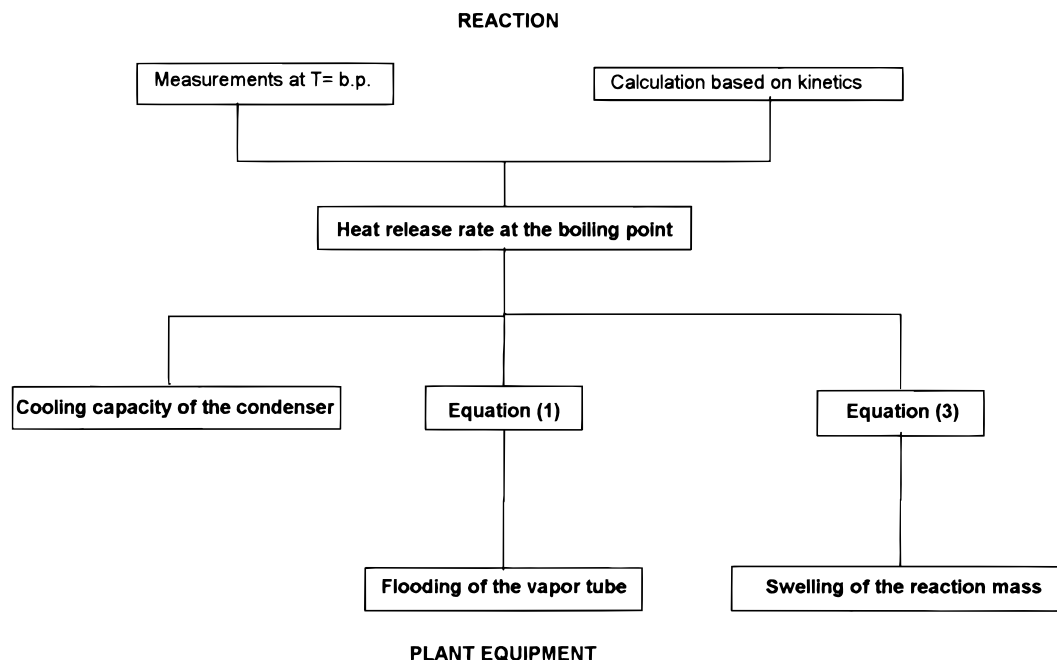 REACTION
Measurements at T= b.p.
Calculation based on kinetics
Heat release rate at the boiling point
Cooling capacity of the condenser
Equation (1)
Equation (3)
Flooding of the vapor tube
Swelling of the reaction mass
PLANT EQUIPMENT